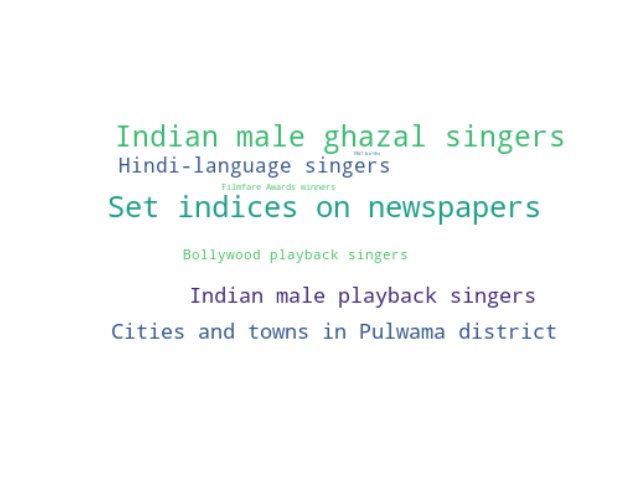 Indian male ghazal singers
Hindi-language singers
Filmfare Awards winners
Set indices on newspapers
Bollywood playback singers
Indian male playback singers
Cities and towns in Pulwama district